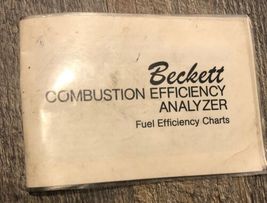 Beckett
COMBUSTION EFFICIENCY
ANALYZER
Fuel Efficiency Charts